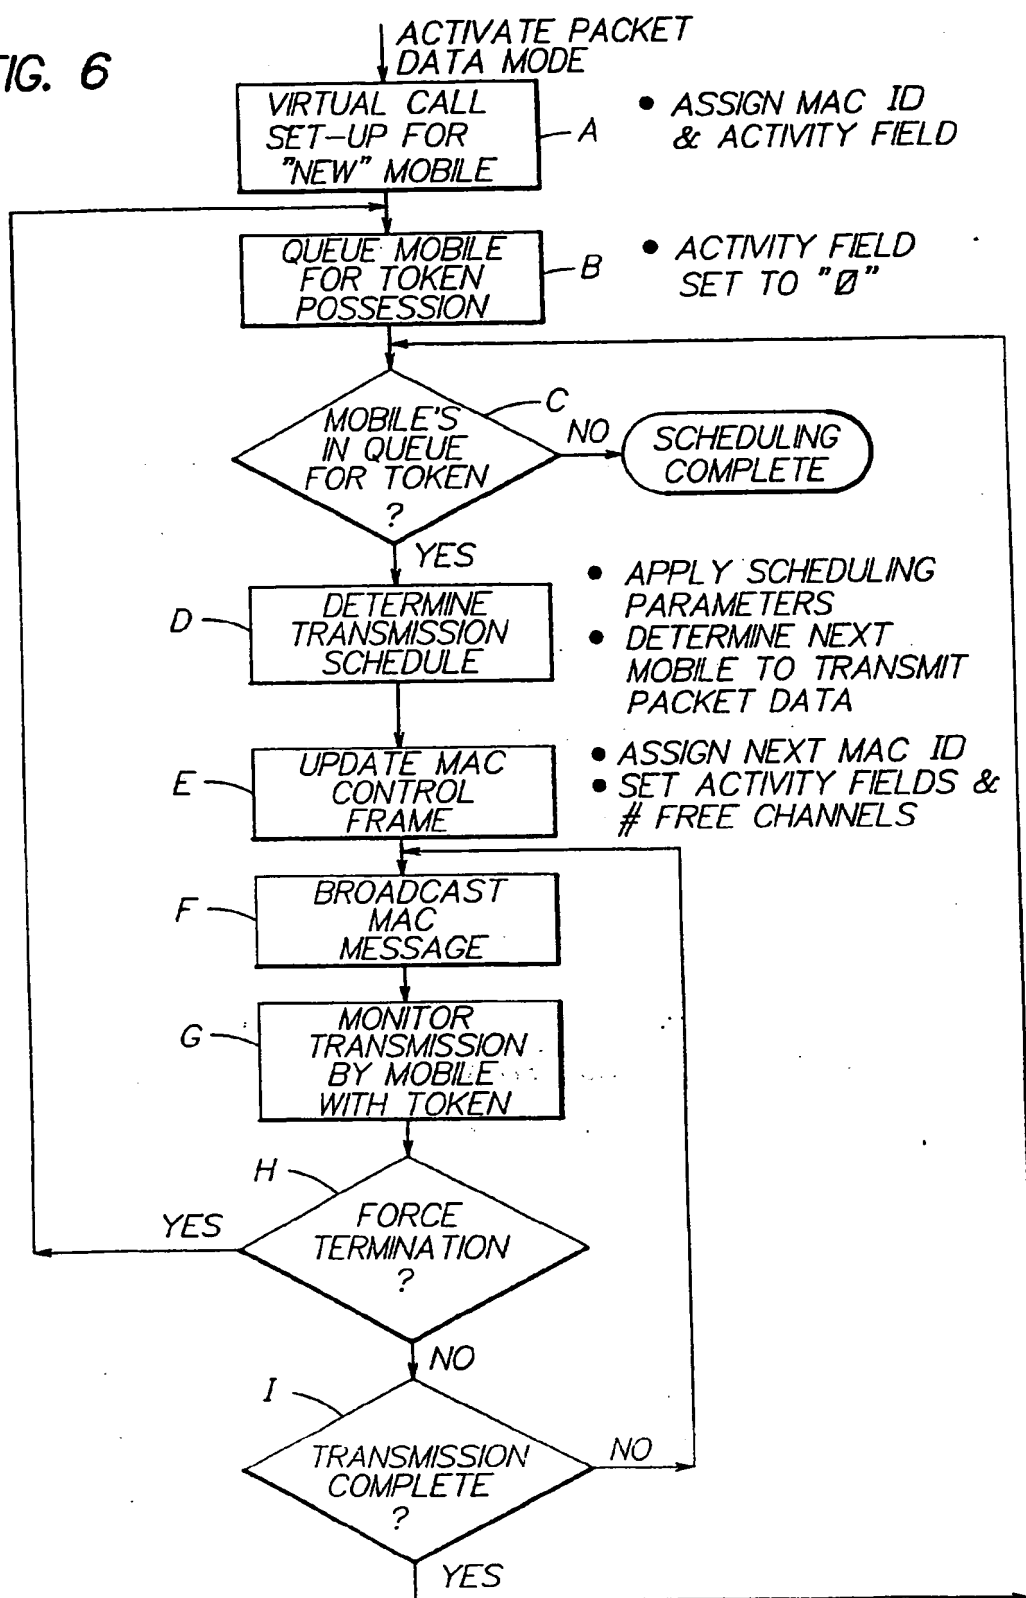 FIG. 6
ACTIVATE PACKET
DATA MODE
VIRTUAL CALL
SET-UP FOR
"NEW" MOBILE
A
• ASSIGN MAC ID
& ACTIVITY FIELD
QUEUE MOBILE
FOR TOKEN
POSSESSION
B
• ACTIVITY FIELD
SET TO "0"
MOBILE'S
IN QUEUE
FOR TOKEN
?
C
NO
SCHEDULING
COMPLETE
YES
D
DETERMINE
TRANSMISSION
SCHEDULE
• APPLY SCHEDULING
PARAMETERS
• DETERMINE NEXT
MOBILE TO TRANSMIT
PACKET DATA
E
UPDATE MAC
CONTROL
FRAME
• ASSIGN NEXT MAC ID
• SET ACTIVITY FIELDS &
# FREE CHANNELS
F
BROADCAST
MAC
MESSAGE
G
MONITOR
TRANSMISSION
BY MOBILE
WITH TOKEN
H
FORCE
TERMINATION
?
YES
NO
I
TRANSMISSION
COMPLETE
?
NO
YES